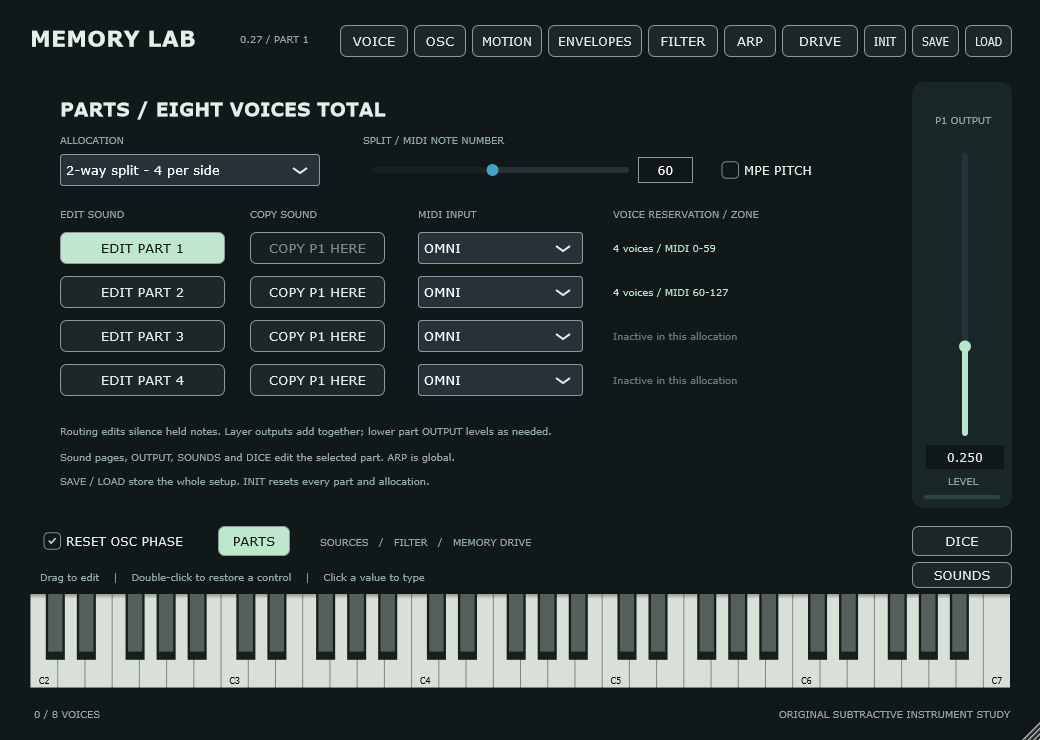 MEMORY LAB 0.27 / PART 1 VOICE OSC MOTION ENVELOPES FILTER ARP DRIVE INIT SAVE LOAD
PARTS / EIGHT VOICES TOTAL
P1 OUTPUT
ALLOCATION SPLIT / MIDI NOTE NUMBER
2-way split - 4 per side 60 MPE PITCH
EDIT SOUND COPY SOUND MIDI INPUT VOICE RESERVATION / ZONE
EDIT PART 1 COPY P1 HERE OMNI 4 voices / MIDI 0-59
EDIT PART 2 COPY P1 HERE OMNI 4 voices / MIDI 60-127
EDIT PART 3 COPY P1 HERE OMNI Inactive in this allocation
EDIT PART 4 COPY P1 HERE OMNI Inactive in this allocation
Routing edits silence held notes. Layer outputs add together; lower part OUTPUT levels as needed.
Sound pages, OUTPUT, SOUNDS and DICE edit the selected part. ARP is global.
0.250
SAVE / LOAD store the whole setup. INIT resets every part and allocation.
LEVEL
RESET OSC PHASE PARTS SOURCES / FILTER / MEMORY DRIVE DICE
Drag to edit | Double-click to restore a control | Click a value to type SOUNDS
C2 C3 C4 C5 C6 C7
0 / 8 VOICES ORIGINAL SUBTRACTIVE INSTRUMENT STUDY